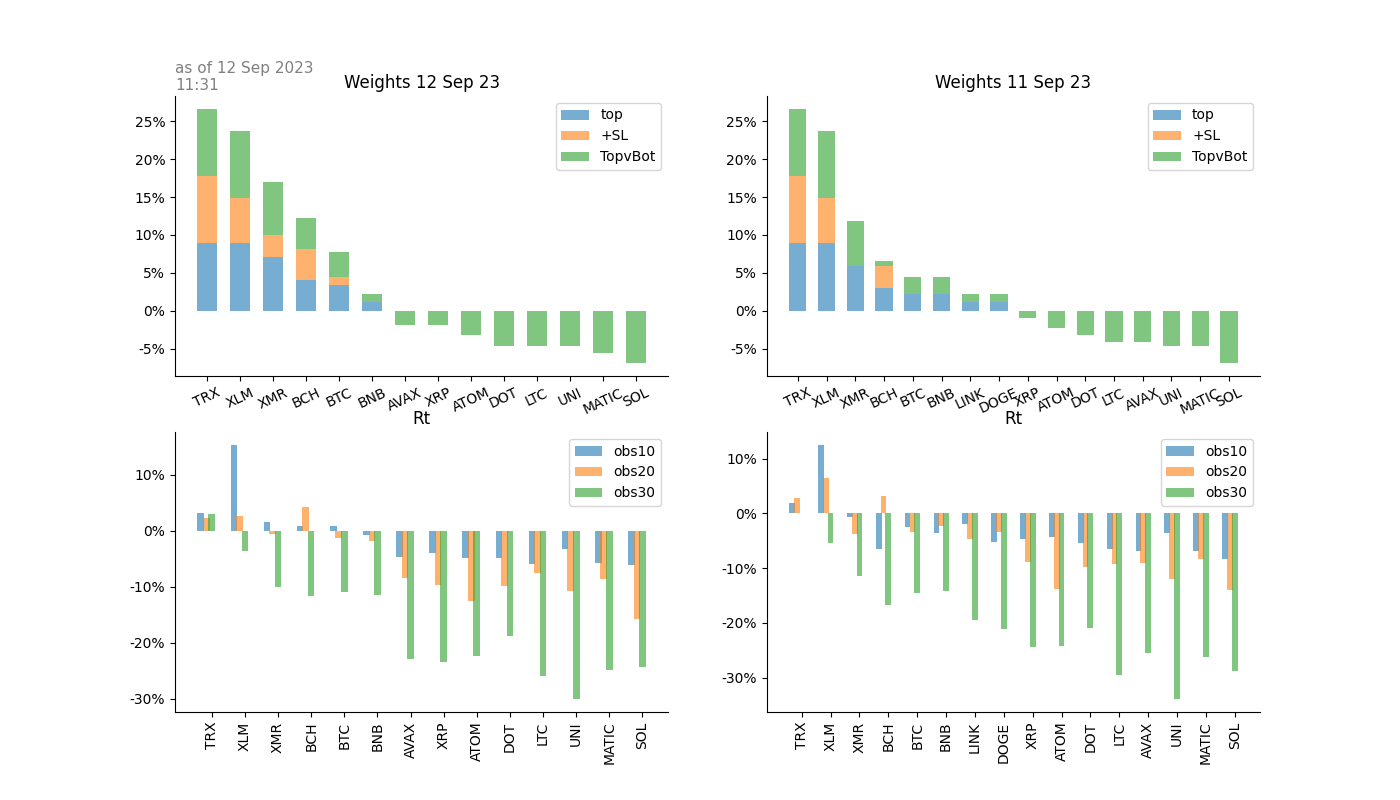 as of 12 Sep 2023
11:31
Weights 12 Sep 23
25%
20%
15%
10%
5%
0%
-5%
top
+SL
TopvBot
TRX XLM XMR BCH BTC BNB AVAX XRP ATOM DOT LTC UNI MATIC SOL
Weights 11 Sep 23
25%
20%
15%
10%
5%
0%
-5%
top
+SL
TopvBot
TRX XLM XMR BCH BTC BNB LINK DOGE XRP ATOM DOT LTC AVAX UNI MATIC SOL
Rt
10%
0%
-10%
-20%
-30%
obs10
obs20
obs30
TRX XLM XMR BCH BTC BNB AVAX XRP ATOM DOT LTC UNI MATIC SOL
Rt
10%
0%
-10%
-20%
-30%
obs10
obs20
obs30
TRX XLM XMR BCH BTC BNB LINK DOGE XRP ATOM DOT LTC AVAX UNI MATIC SOL